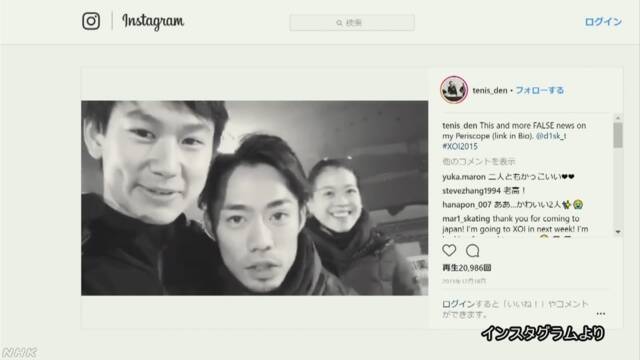 Instagram
検索
ログイン
tenis_den • フォローする
tenis_den This and more FALSE news on
my Periscope (link in Bio). @d1sk_t
#XOI2015
他のコメントを表示
yuka.maron 二人ともかっこいい❤❤
stevezhang1994 老高！
hanapon_007 ああ...かわいい2人
mar1_skating thank you for coming to
japan! I'm going to XOI in next week! I'm
再生20,986回
ログインすると「いいね！」やコメント
ができます。
インスタグラムより
NHK